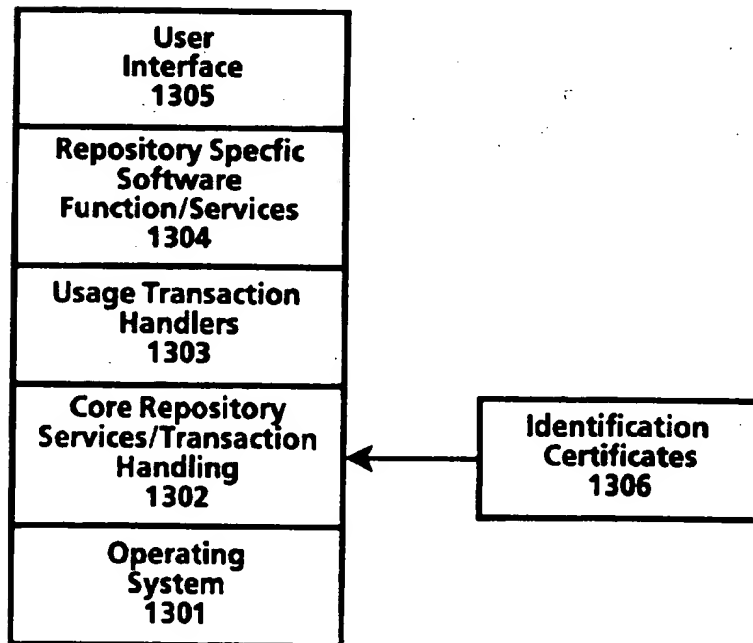 User
Interface
1305
Repository Specfic
Software
Function/Services
1304
Usage Transaction
Handlers
1303
Core Repository
Services/Transaction
Handling
1302
Identification
Certificates
1306
Operating
System
1301